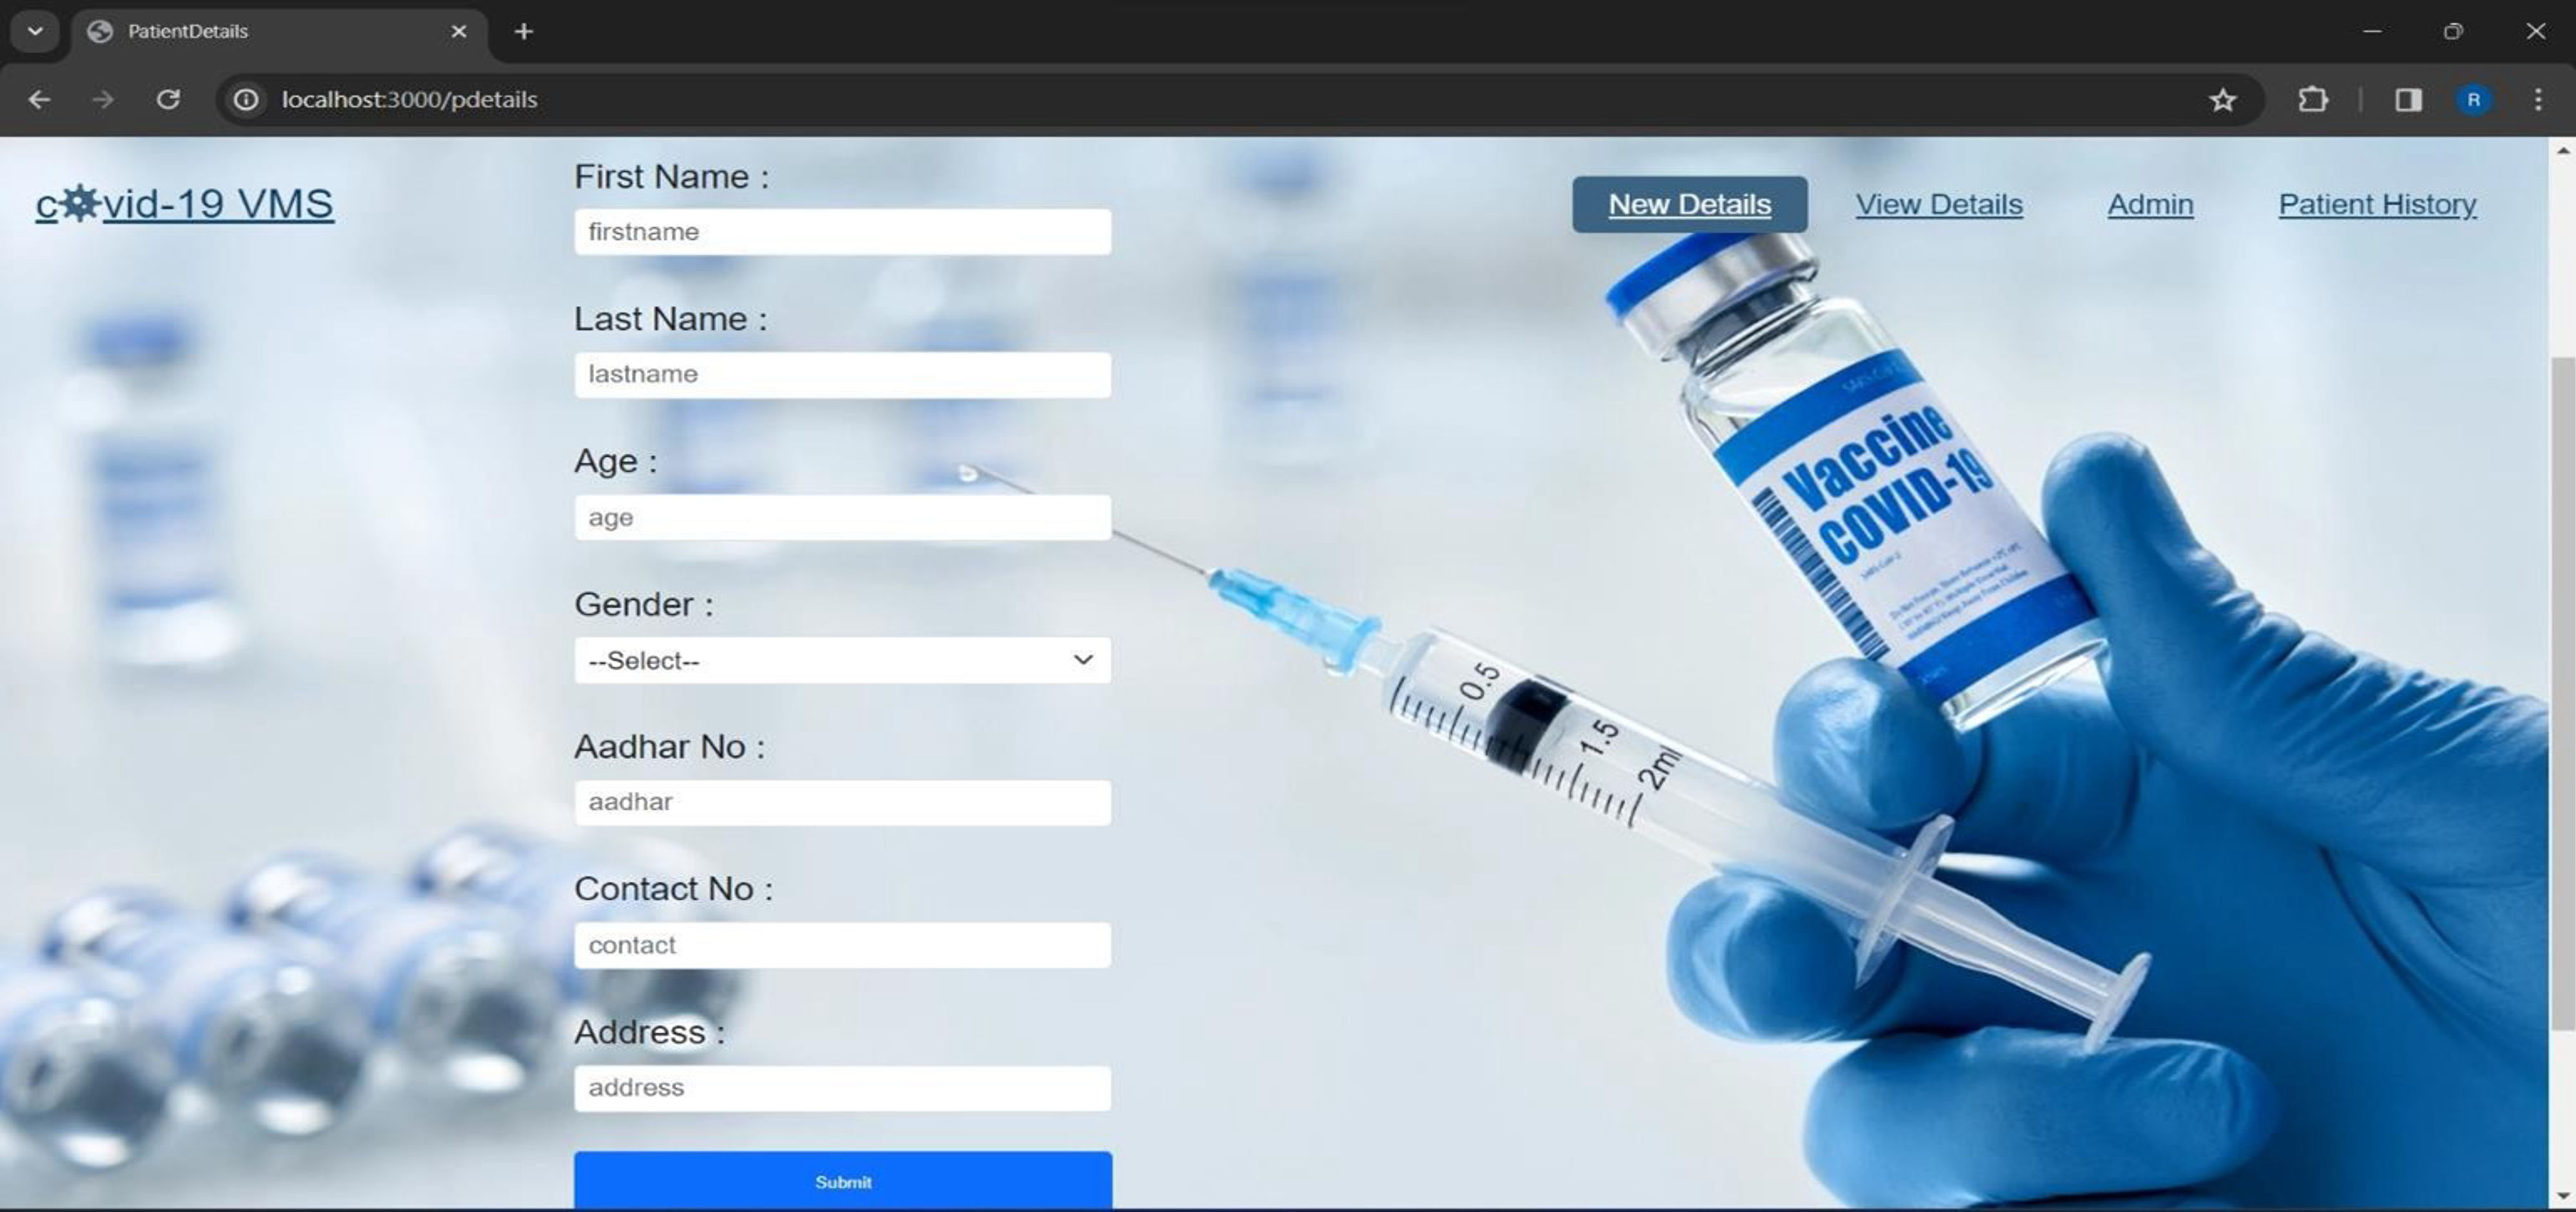 PatientDetails
localhost:3000/pdetails
c vid-19 VMS
New Details
View Details
Admin
Patient History
First Name :
firstname
Last Name :
lastname
Age :
age
Gender :
--Select--
Aadhar No :
aadhar
Contact No :
contact
Address :
address
Submit
R
Vaccine
COVID-19
0.5
1.5
2ml